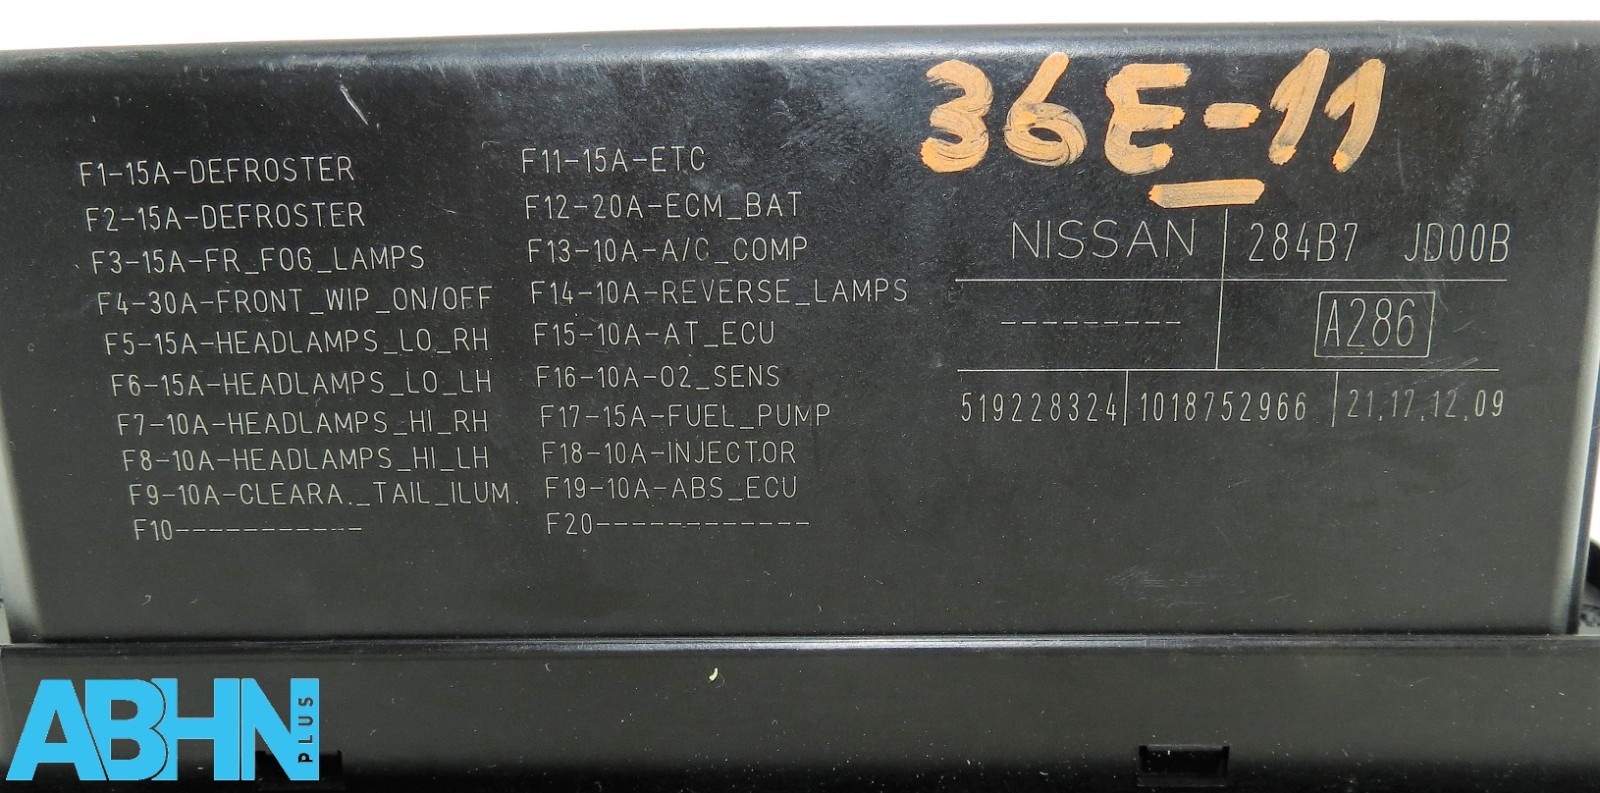 36E-11
F1-15A-DEFROSTER
F2-15A-DEFROSTER
F3-15A-FR_FOG_LAMPS
F4-30A-FRONT_WIP_ON/OFF
F5-15A-HEADLAMPS_LO_RH
F6-15A-HEADLAMPS_LO_LH
F7-10A-HEADLAMPS_HI_RH
F8-10A-HEADLAMPS_HI_LH
F9-10A-CLEARA._TAIL_ILUM.
F10------------
F11-15A-ETC
F12-20A-ECM_BAT
F13-10A-A/C_COMP
F14-10A-REVERSE_LAMPS
F15-10A-AT_ECU
F16-10A-O2_SENS
F17-15A-FUEL_PUMP
F18-10A-INJECTOR
F19-10A-ABS_ECU
F20-------------
NISSAN 284B7 JD00B
---------- A286
519228324 1018752966 21.17.12.09
ABHN PLUS